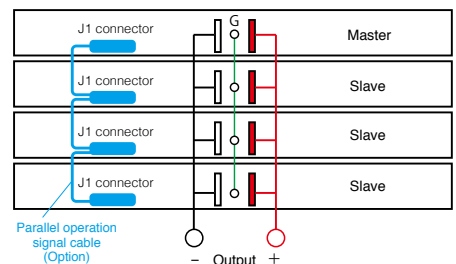 J1 connector
G
Master
J1 connector
Slave
J1 connector
Slave
J1 connector
Slave
Parallel operation
signal cable
(Option)
− Output +